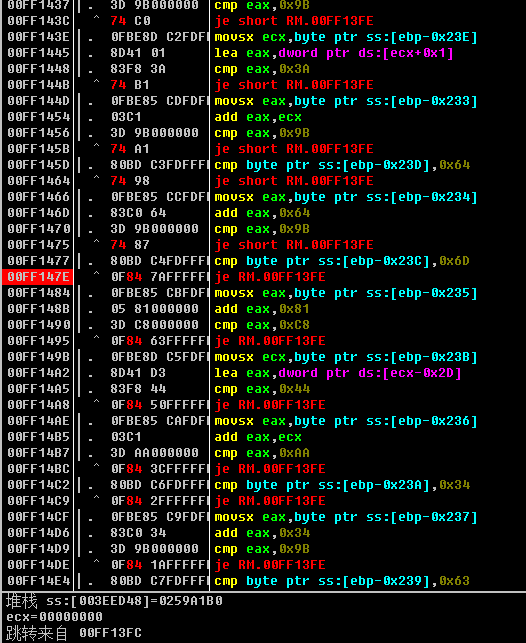 00FF1437 . 3D 9B000000 cmp eax,0x9B
00FF143C ^ 74 C0 je short RM.00FF13FE
00FF143E . 0FBE8D C2FDFF movsx ecx,byte ptr ss:[ebp-0x23E]
00FF1445 . 8D41 01 lea eax,dword ptr ds:[ecx+0x1]
00FF1448 . 83F8 3A cmp eax,0x3A
00FF144B ^ 74 B1 je short RM.00FF13FE
00FF144D . 0FBE85 CDFDFF movsx eax,byte ptr ss:[ebp-0x233]
00FF1454 . 03C1 add eax,ecx
00FF1456 . 3D 9B000000 cmp eax,0x9B
00FF145B ^ 74 A1 je short RM.00FF13FE
00FF145D . 80BD C3FDFFFF cmp byte ptr ss:[ebp-0x23D],0x64
00FF1464 ^ 74 98 je short RM.00FF13FE
00FF1466 . 0FBE85 CCFDFF movsx eax,byte ptr ss:[ebp-0x234]
00FF146D . 83C0 64 add eax,0x64
00FF1470 . 3D 9B000000 cmp eax,0x9B
00FF1475 ^ 74 87 je short RM.00FF13FE
00FF1477 . 80BD C4FDFFFF cmp byte ptr ss:[ebp-0x23C],0x6D
00FF147E ^ 0F84 7AFFFFFF je RM.00FF13FE
00FF1484 . 0FBE85 CBFDFF movsx eax,byte ptr ss:[ebp-0x235]
00FF148B . 05 81000000 add eax,0x81
00FF1490 . 3D C8000000 cmp eax,0xC8
00FF1495 ^ 0F84 63FFFFFF je RM.00FF13FE
00FF149B . 0FBE8D C5FDFF movsx ecx,byte ptr ss:[ebp-0x23B]
00FF14A2 . 8D41 D3 lea eax,dword ptr ds:[ecx-0x2D]
00FF14A5 . 83F8 44 cmp eax,0x44
00FF14A8 ^ 0F84 50FFFFFF je RM.00FF13FE
00FF14AE . 0FBE85 CAFDFF movsx eax,byte ptr ss:[ebp-0x236]
00FF14B5 . 03C1 add eax,ecx
00FF14B7 . 3D AA000000 cmp eax,0xAA
00FF14BC ^ 0F84 3CFFFFFF je RM.00FF13FE
00FF14C2 . 80BD C6FDFFFF cmp byte ptr ss:[ebp-0x23A],0x34
00FF14C9 ^ 0F84 2FFFFFFF je RM.00FF13FE
00FF14CF . 0FBE85 C9FDFF movsx eax,byte ptr ss:[ebp-0x237]
00FF14D6 . 83C0 34 add eax,0x34
00FF14D9 . 3D 9B000000 cmp eax,0x9B
00FF14DE ^ 0F84 1AFFFFFF je RM.00FF13FE
00FF14E4 . 80BD C7FDFFFF cmp byte ptr ss:[ebp-0x239],0x63
堆栈 ss:[003EED48]=0259A1B0
ecx=00000000
跳转来自 00FF13FC